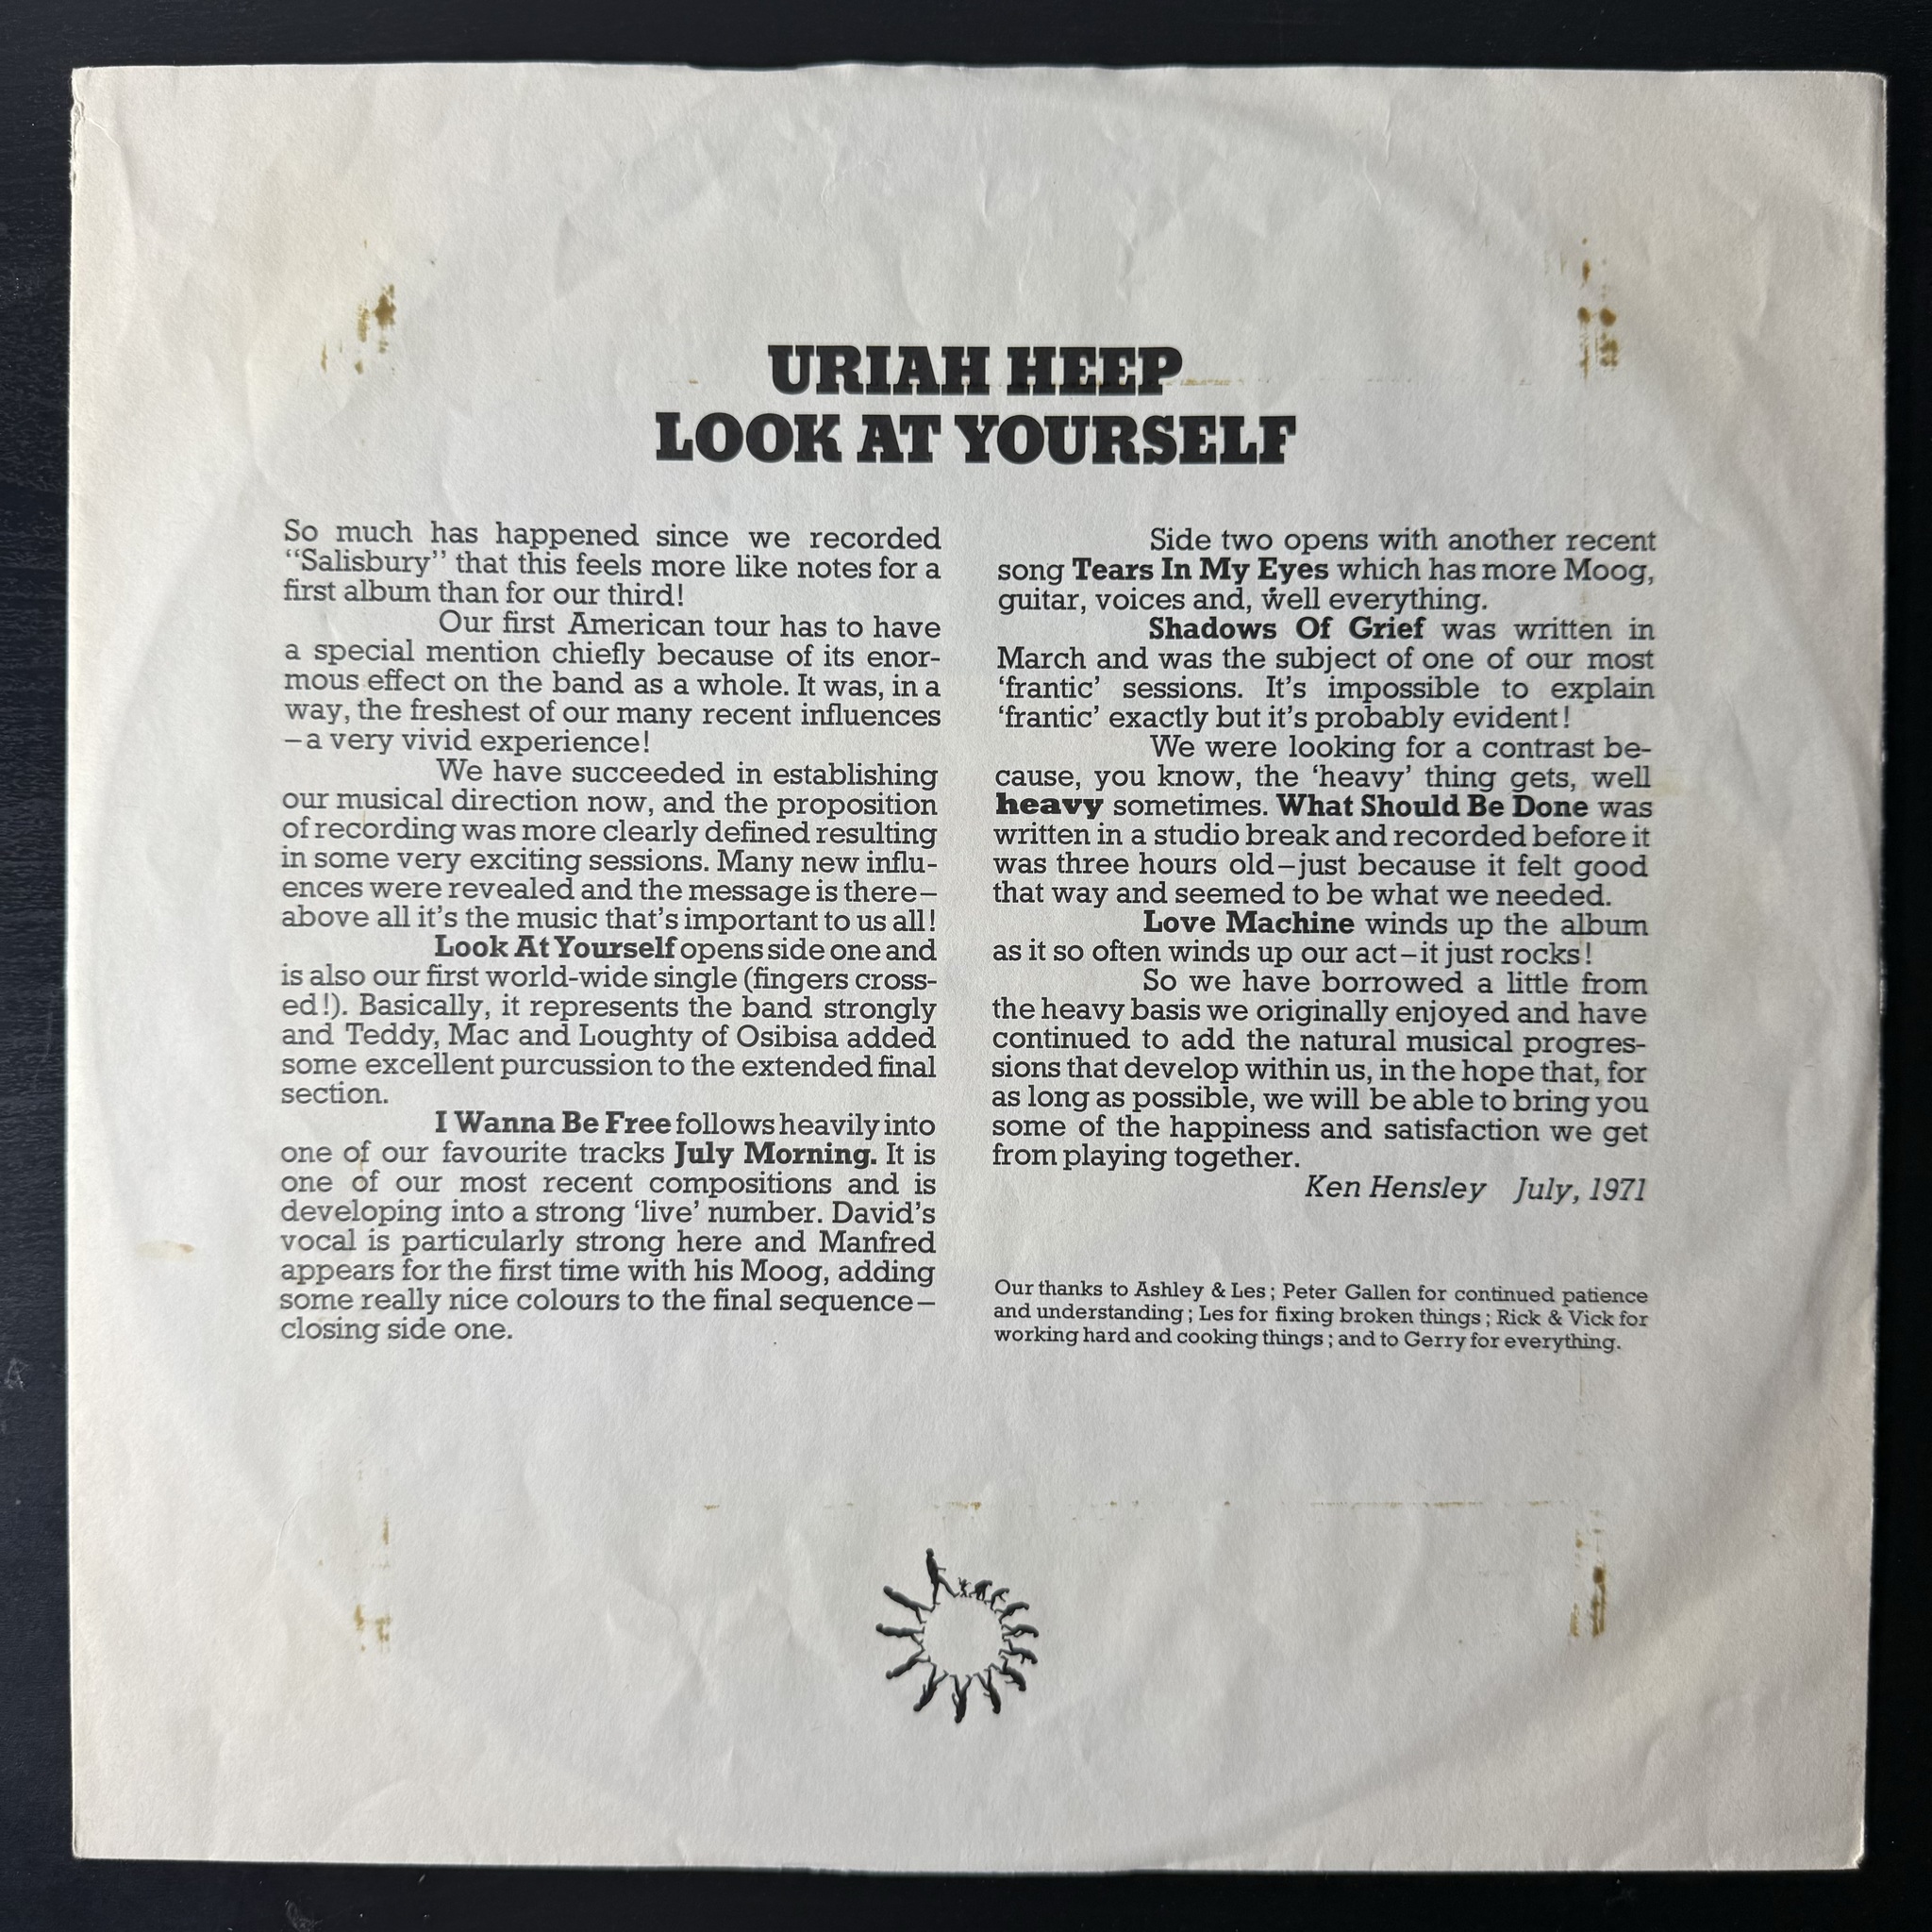 URIAH HEEP
LOOK AT YOURSELF
So much has happened since we recorded
“Salisbury” that this feels more like notes for a
first album than for our third!
Our first American tour has to have
a special mention chiefly because of its enor-
mous effect on the band as a whole. It was, in a
way, the freshest of our many recent influences
–a very vivid experience!
We have succeeded in establishing
our musical direction now, and the proposition
of recording was more clearly defined resulting
in some very exciting sessions. Many new influ-
ences were revealed and the message is there–
above all it’s the music that’s important to us all!
Look At Yourself opens side one and
is also our first world-wide single (fingers cross-
ed!). Basically, it represents the band strongly
and Teddy, Mac and Loughty of Osibisa added
some excellent purcussion to the extended final
section.
I Wanna Be Free follows heavily into
one of our favourite tracks July Morning. It is
one of our most recent compositions and is
developing into a strong ‘live’ number. David’s
vocal is particularly strong here and Manfred
appears for the first time with his Moog, adding
some really nice colours to the final sequence–
closing side one.
Side two opens with another recent
song Tears In My Eyes which has more Moog,
guitar, voices and, well everything.
Shadows Of Grief was written in
March and was the subject of one of our most
‘frantic’ sessions. It’s impossible to explain
‘frantic’ exactly but it’s probably evident!
We were looking for a contrast be-
cause, you know, the ‘heavy’ thing gets, well
heavy sometimes. What Should Be Done was
written in a studio break and recorded before it
was three hours old–just because it felt good
that way and seemed to be what we needed.
Love Machine winds up the album
as it so often winds up our act–it just rocks!
So we have borrowed a little from
the heavy basis we originally enjoyed and have
continued to add the natural musical progres-
sions that develop within us, in the hope that, for
as long as possible, we will be able to bring you
some of the happiness and satisfaction we get
from playing together.
Ken Hensley July, 1971
Our thanks to Ashley & Les; Peter Gallen for continued patience
and understanding; Les for fixing broken things; Rick & Vick for
working hard and cooking things; and to Gerry for everything.